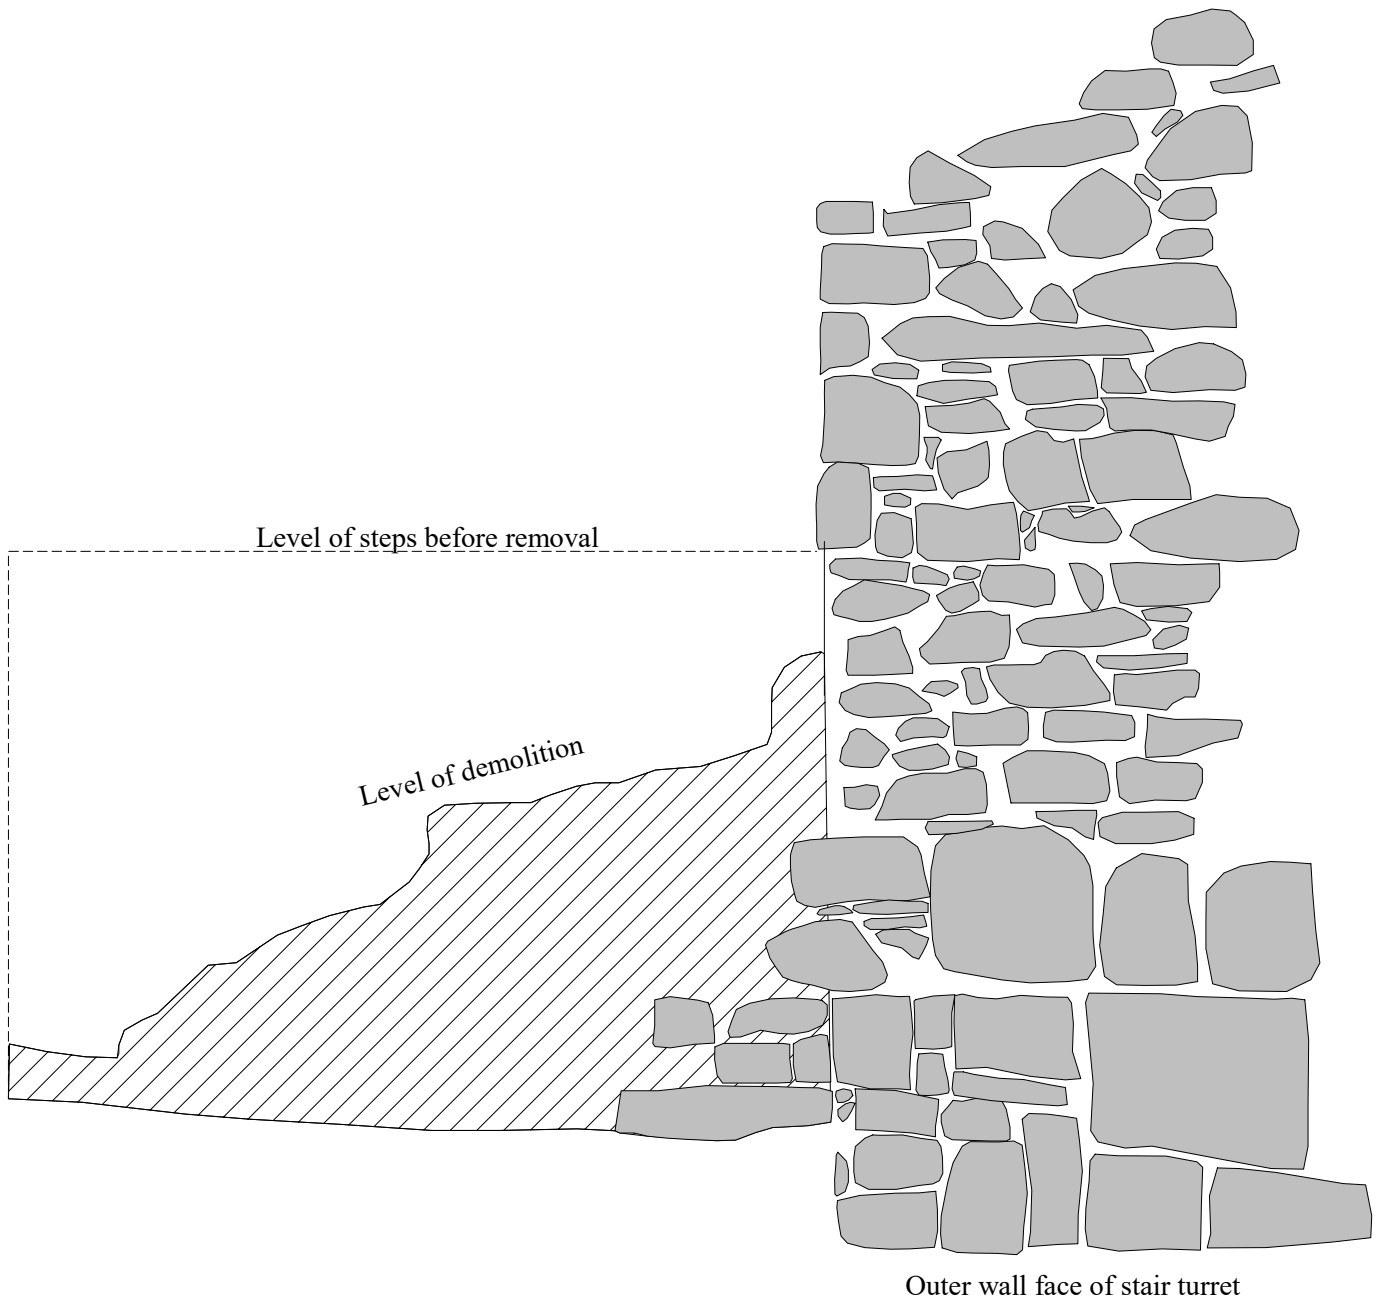 Level of steps before removal
Level of demolition
Outer wall face of stair turret